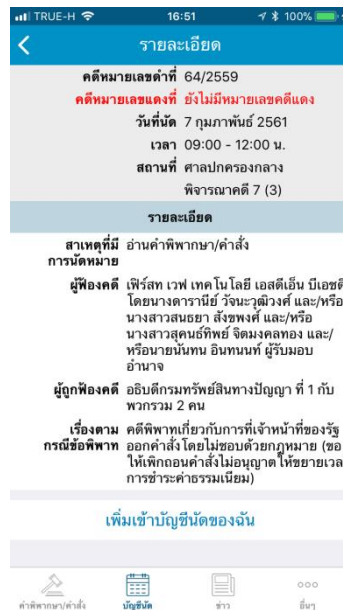 TRUE-H 16:51 100%
รายละเอียด
คดีหมายเลขดำที่ 64/2559
คดีหมายเลขแดงที่ ยังไม่มีหมายเลขคดีแดง
วันที่นัด 7 กุมภาพันธ์ 2561
เวลา 09:00 - 12:00 น.
สถานที่ ศาลปกครองกลาง
พิจารณาคดี 7 (3)
รายละเอียด
สาเหตุที่มี อ่านคำพิพากษา/คำสั่ง
การนัดหมาย
ผู้ฟ้องคดี เฟิร์สท เวฟ เทคโนโลยี เอสดีเอ็น บีเอชดี
โดยนางดารานีย์ วัจนะวุฒิวงศ์ และ/หรือ
นางสาวสนธยา สังขพงศ์ และ/หรือ
นางสาวสุคนธ์ทิพย์ จิตมงคลทอง และ/
หรือนายนันทน อินทนนท์ ผู้รับมอบ
อำนาจ
ผู้ถูกฟ้องคดี อธิบดีกรมทรัพย์สินทางปัญญา ที่ 1 กับ
พวกรวม 2 คน
เรื่องตาม คดีพิพาทเกี่ยวกับการที่เจ้าหน้าที่ของรัฐ
กรณีข้อพิพาท ออกคำสั่งโดยไม่ชอบด้วยกฎหมาย (ขอ
ให้เพิกถอนคำสั่งไม่อนุญาตให้ขยายเวลา
การชำระค่าธรรมเนียม)
เพิ่มเข้าบัญชีนัดของฉัน
คำพิพากษา/คำสั่ง บัญชีนัด ข่าว อื่นๆ